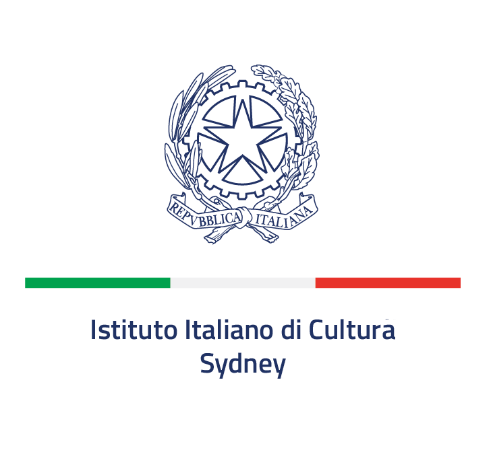 REPVBBLICA ITALIANA
Istituto Italiano di Cultura
Sydney